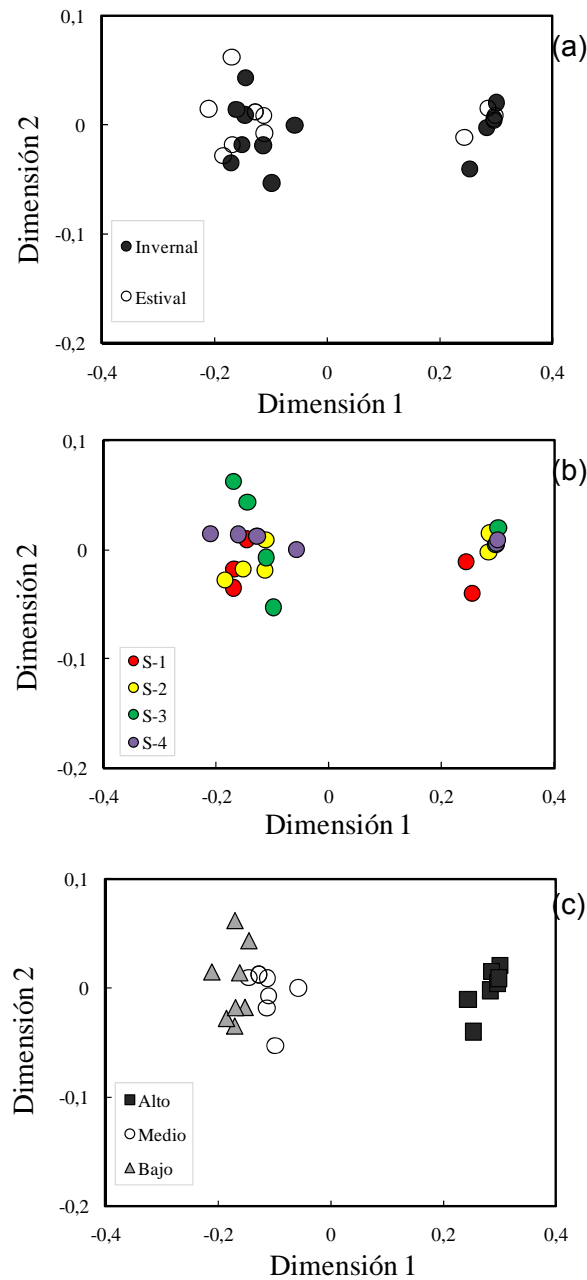 0,1
(a)
0
Dimensión 2
-0,1
Invernal
Estival
-0,2
-0,4 -0,2 0 0,2 0,4
Dimensión 1
0,1
(b)
0
Dimensión 2
-0,1
S-1
S-2
S-3
S-4
-0,2
-0,4 -0,2 0 0,2 0,4
Dimensión 1
0,1
(c)
0
Dimensión 2
-0,1
Alto
Medio
Bajo
-0,2
-0,4 -0,2 0 0,2 0,4
Dimensión 1